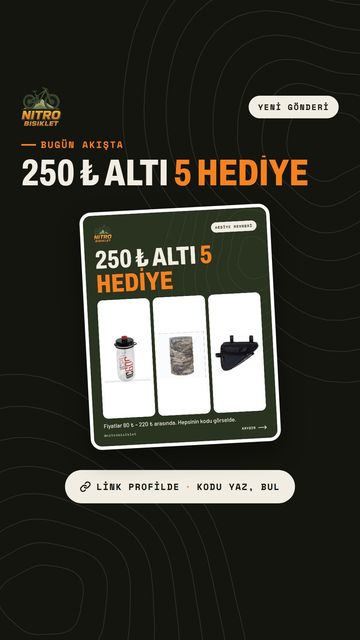 NITRO
BISIKLET
YENİ GÖNDERİ
BUGÜN AKIŞTA
250 ₺ ALTI 5 HEDİYE
NITRO
BISIKLET
HEDİYE REHBERİ
250 ₺ ALTI 5
HEDİYE
Fiyatlar 80 ₺ – 220 ₺ arasında. Hepsinin kodu görselde.
@nitrobisiklet
KAYDIR
LİNK PROFİLDE · KODU YAZ, BUL